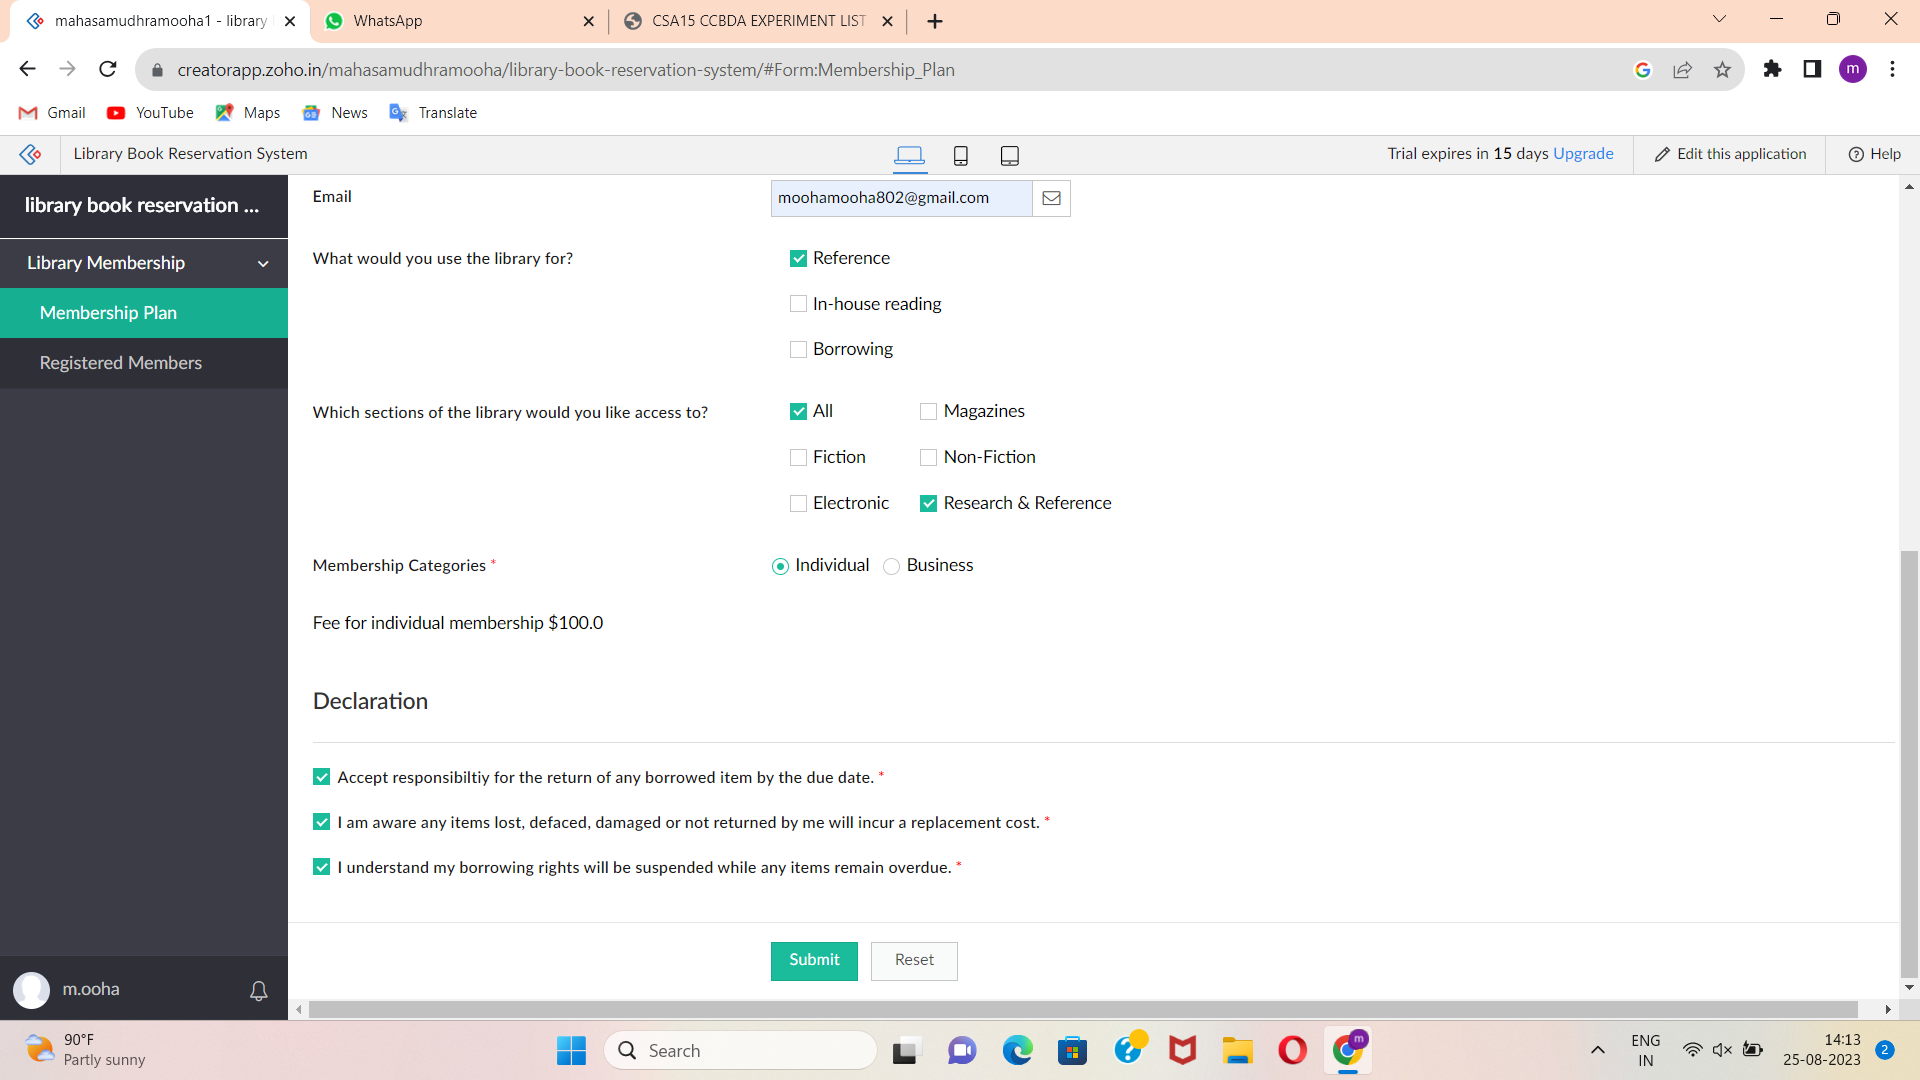 mahasamudhramooha1 - library
WhatsApp
CSA15 CCBDA EXPERIMENT LIST
creatorapp.zoho.in/mahasamudhramooha/library-book-reservation-system/#Form:Membership_Plan
m
Gmail
YouTube
Maps
News
Translate
Library Book Reservation System
Trial expires in 15 days Upgrade
Edit this application
Help
library book reservation ...
Library Membership
Membership Plan
Registered Members
Email
moohamooha802@gmail.com
What would you use the library for?
Reference
In-house reading
Borrowing
Which sections of the library would you like access to?
All Magazines
Fiction Non-Fiction
Electronic Research & Reference
Membership Categories *
Individual Business
Fee for individual membership $100.0
Declaration
Accept responsibiltiy for the return of any borrowed item by the due date. *
I am aware any items lost, defaced, damaged or not returned by me will incur a replacement cost. *
I understand my borrowing rights will be suspended while any items remain overdue. *
Submit Reset
m.ooha
90°F
Partly sunny
Search
m
ENG
IN
14:13
25-08-2023
2